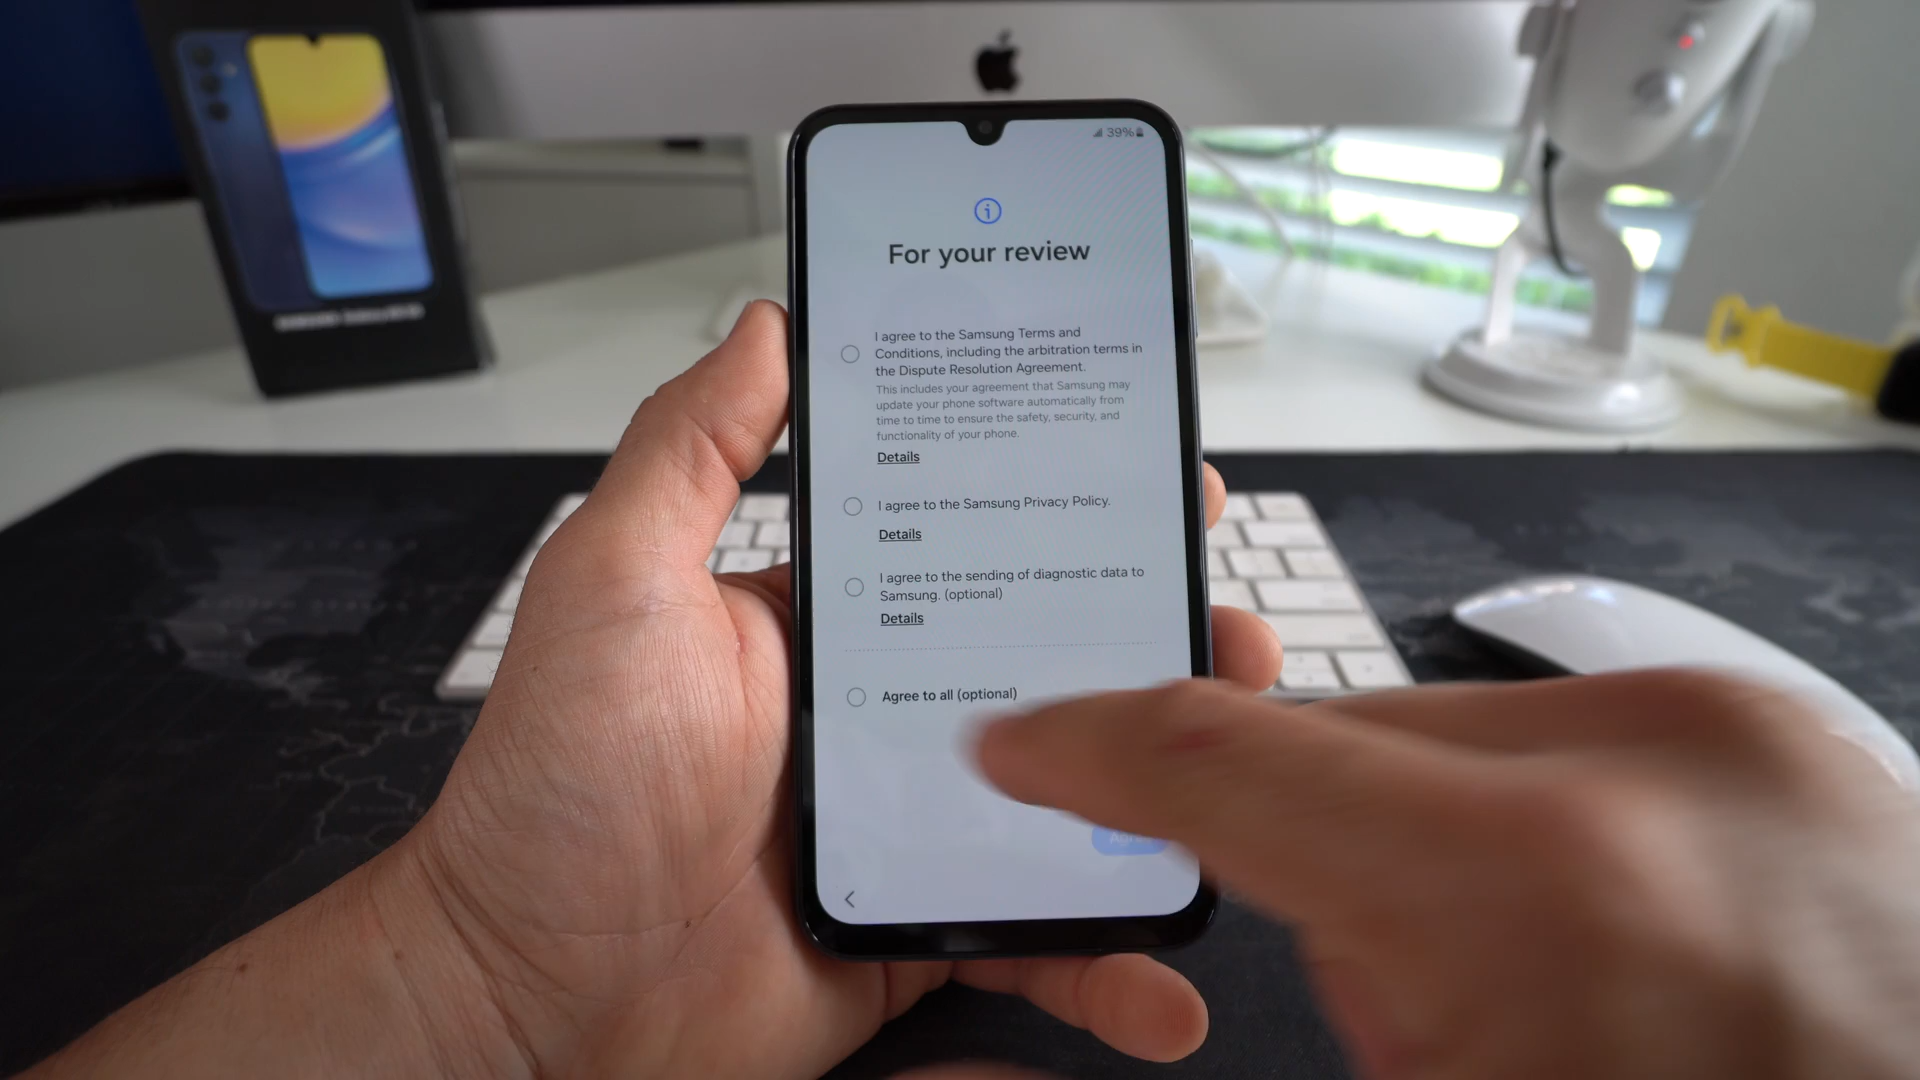 39%
For your review
I agree to the Samsung Terms and
Conditions, including the arbitration terms in
the Dispute Resolution Agreement.
This includes your agreement that Samsung may
update your phone software automatically from
time to time to ensure the safety, security, and
functionality of your phone.
Details
I agree to the Samsung Privacy Policy.
Details
I agree to the sending of diagnostic data to
Samsung. (optional)
Details
Agree to all (optional)